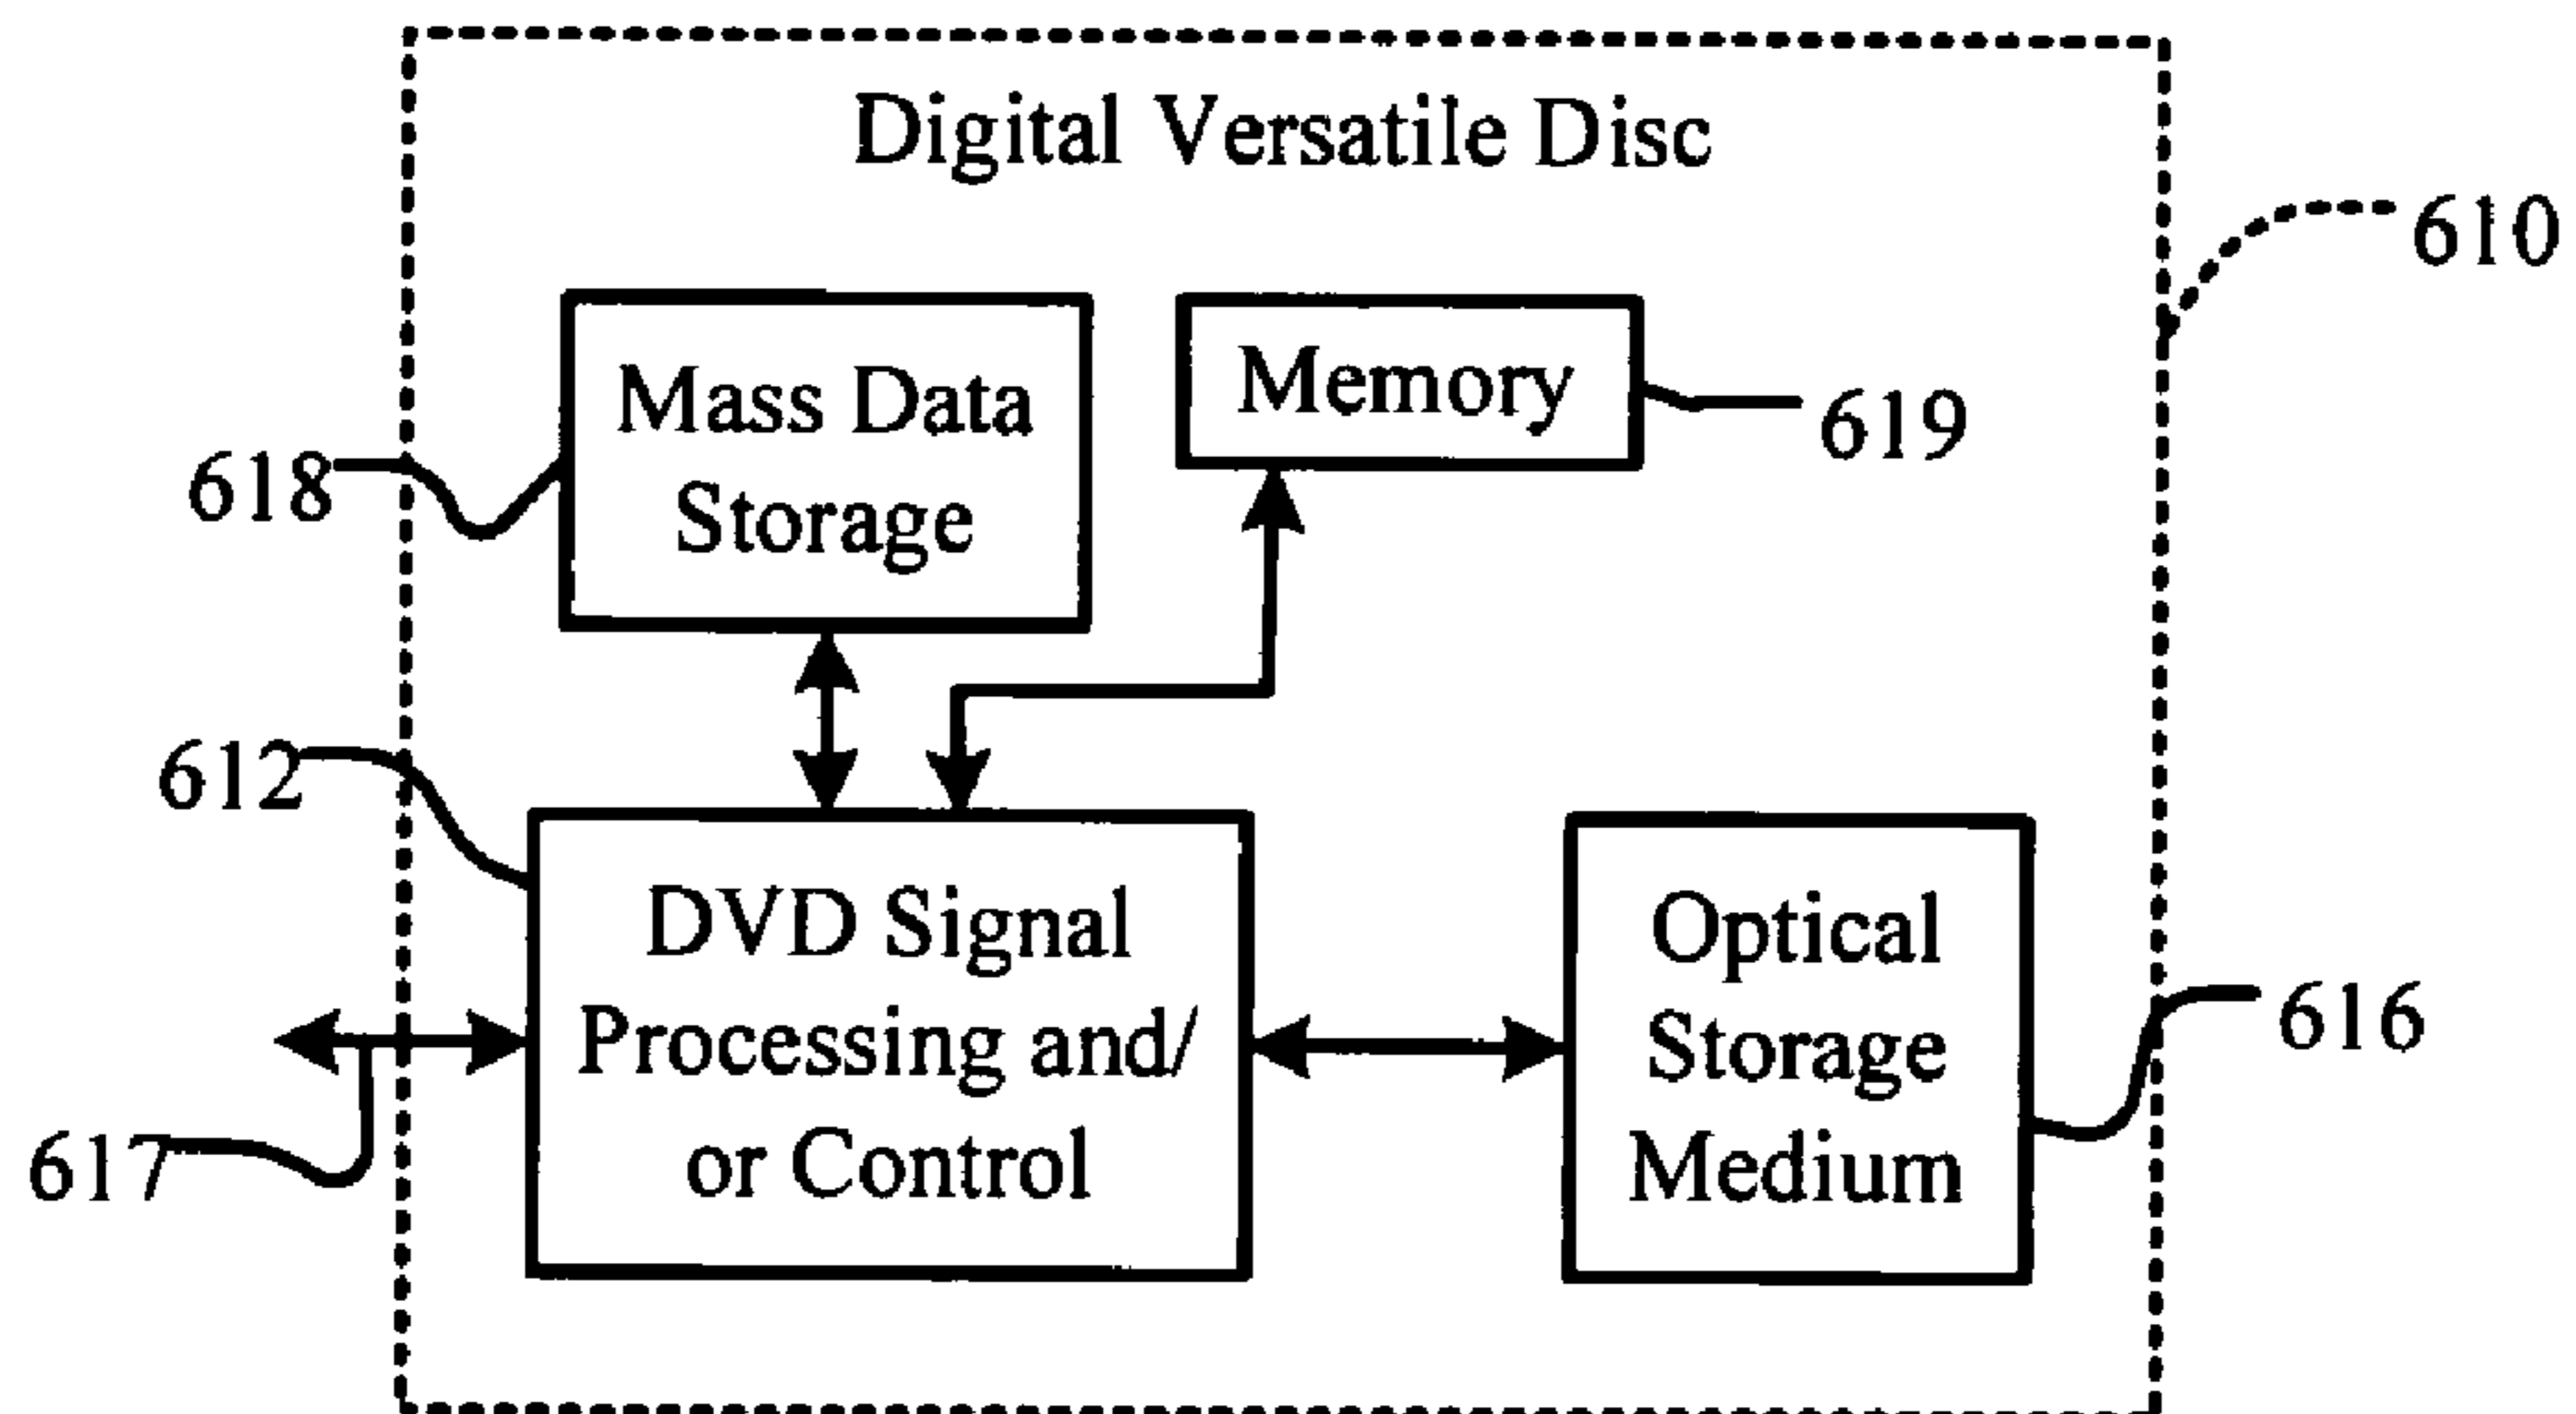 Digital Versatile Disc
610
Mass Data
Storage
618
Memory
619
612
DVD Signal
Processing and/
or Control
617
Optical
Storage
Medium
616